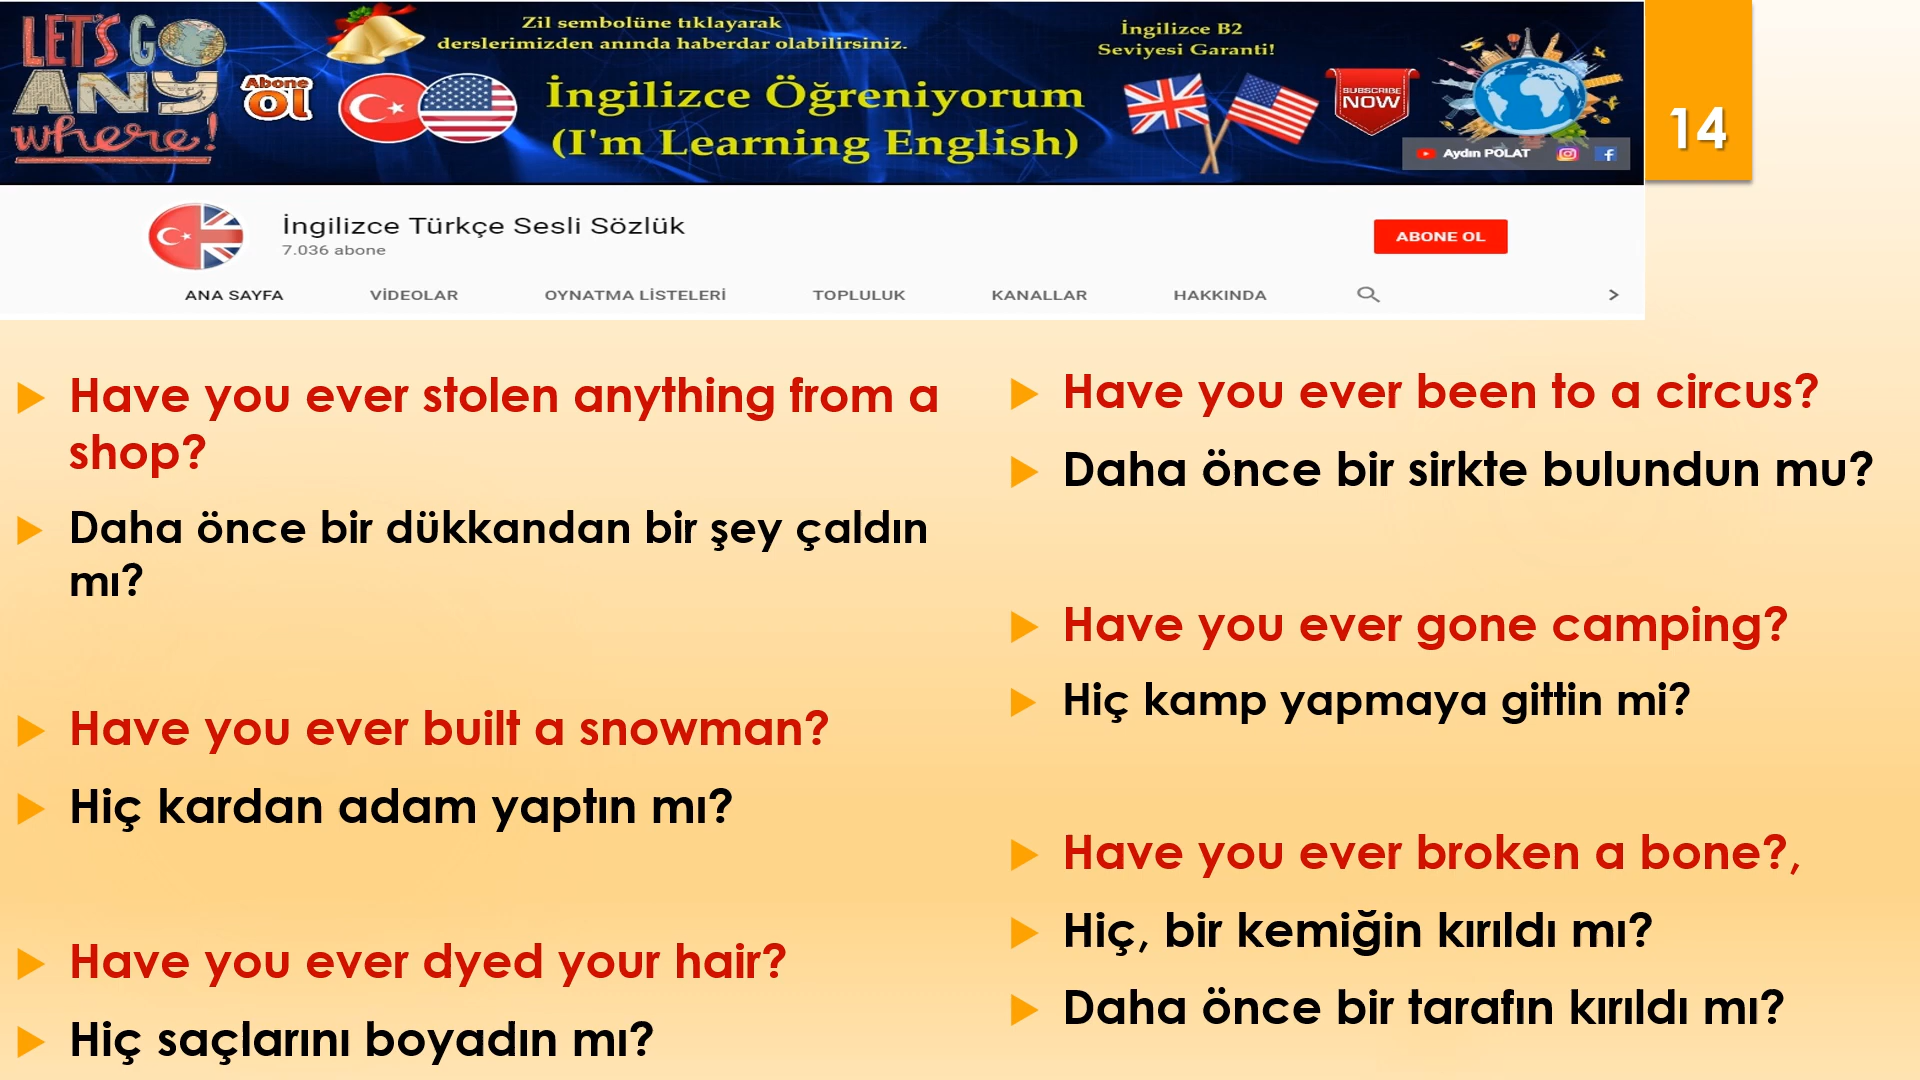 LET'S GO
ANY
where!
Abone
OL
Zil sembolüne tıklayarak
derslerimizden anında haberdar olabilirsiniz.
İngilizce Öğreniyorum
(I'm Learning English)
İngilizce B2
Seviyesi Garanti!
SUBSCRIBE
NOW
Aydın POLAT
14
İngilizce Türkçe Sesli Sözlük
7.036 abone
ABONE OL
ANA SAYFA VİDEOLAR OYNATMA LİSTELERİ TOPLULUK KANALLAR HAKKINDA
Have you ever stolen anything from a
shop?
Daha önce bir dükkandan bir şey çaldın
mı?
Have you ever built a snowman?
Hiç kardan adam yaptın mı?
Have you ever dyed your hair?
Hiç saçlarını boyadın mı?
Have you ever been to a circus?
Daha önce bir sirkte bulundun mu?
Have you ever gone camping?
Hiç kamp yapmaya gittin mi?
Have you ever broken a bone?,
Hiç, bir kemiğin kırıldı mı?
Daha önce bir tarafın kırıldı mı?